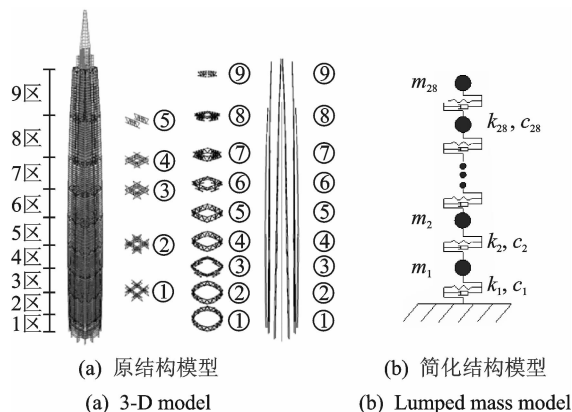 9区
8区
7区
6区
5区
4区
3区
2区
1区
⑤
④
③
②
①
⑨
⑧
⑦
⑥
⑤
④
③
②
①
⑨
⑧
⑦
⑥
⑤
④
③
②
①
m28
k28, c28
m2
k2, c2
m1
k1, c1
(a) 原结构模型
(b) 简化结构模型
(a) 3-D model
(b) Lumped mass model